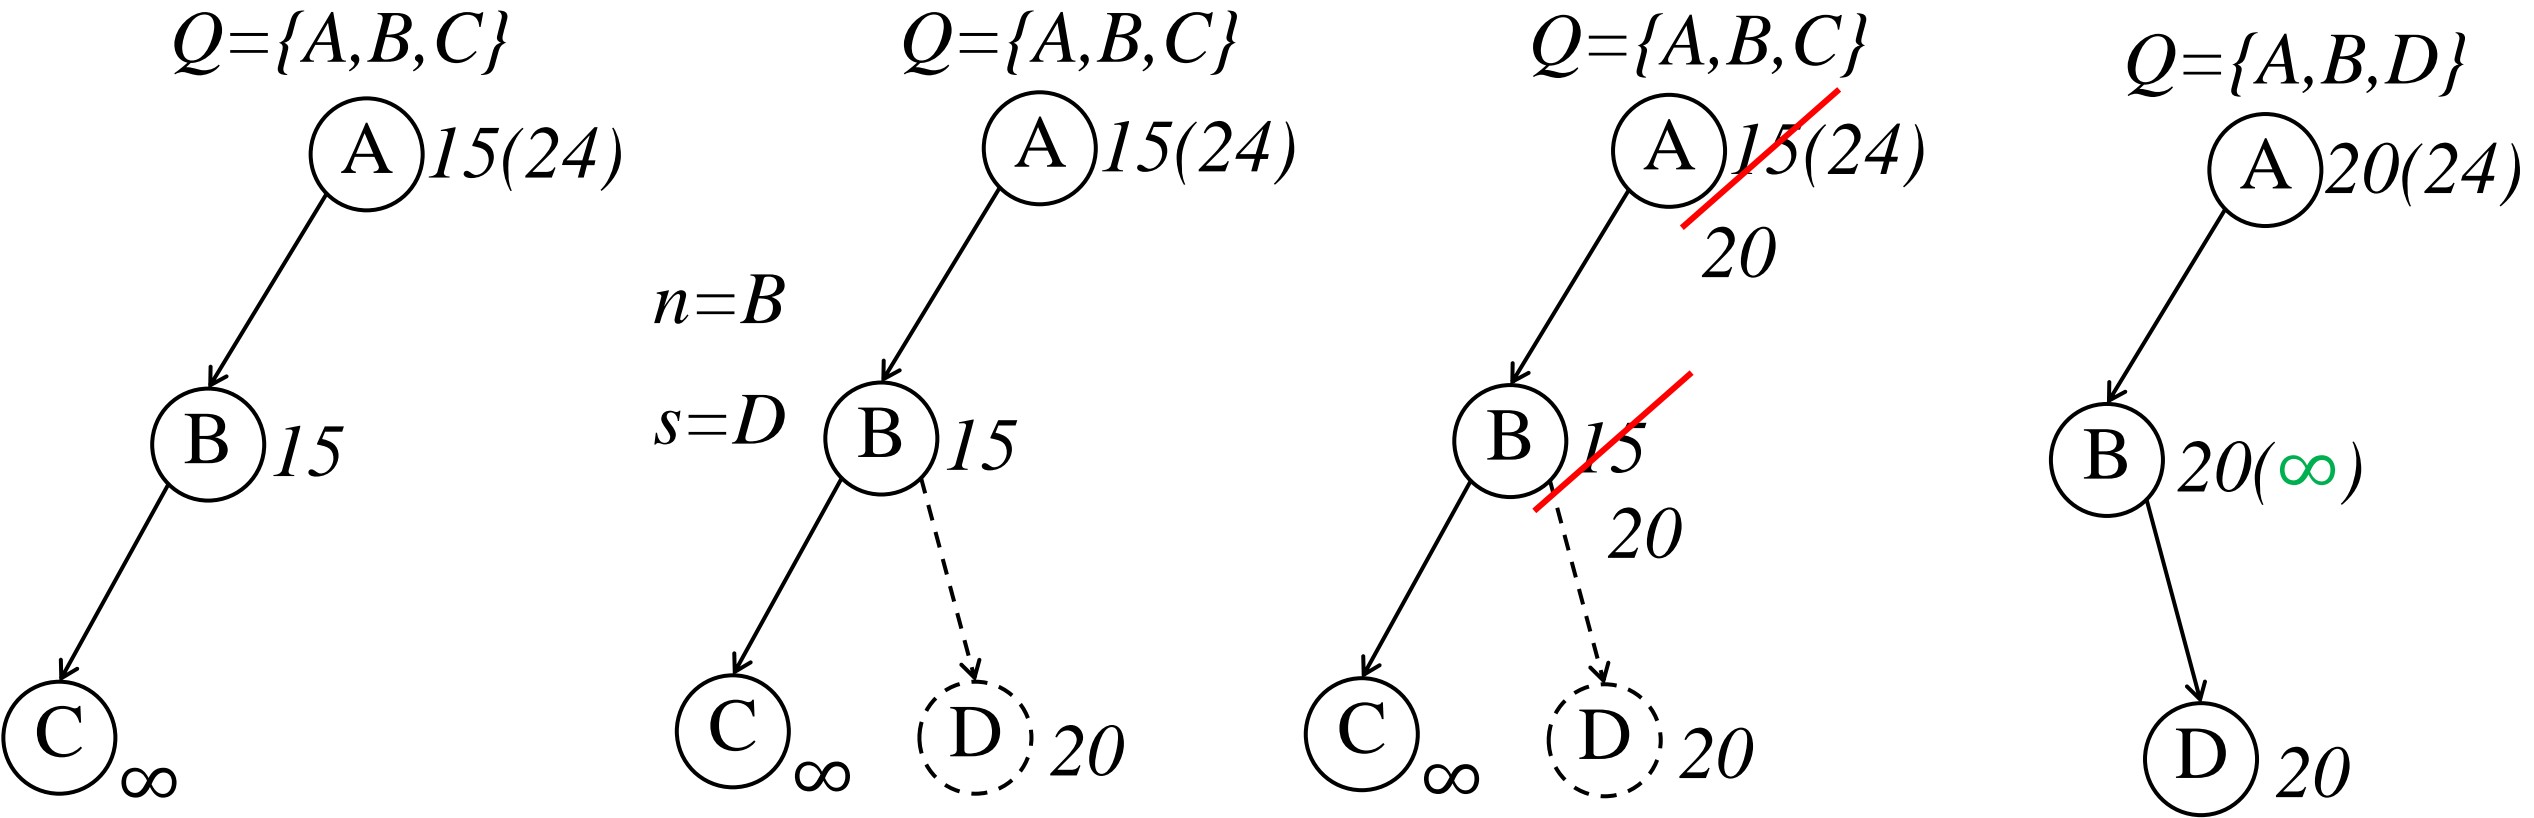 Q={A,B,C}
A 15(24)
B 15
C ∞
Q={A,B,C}
A 15(24)
n=B
s=D
B 15
C ∞
D 20
Q={A,B,C}
A 15(24)
20
B 15
20
C ∞
D 20
Q={A,B,D}
A 20(24)
B 20(∞)
D 20